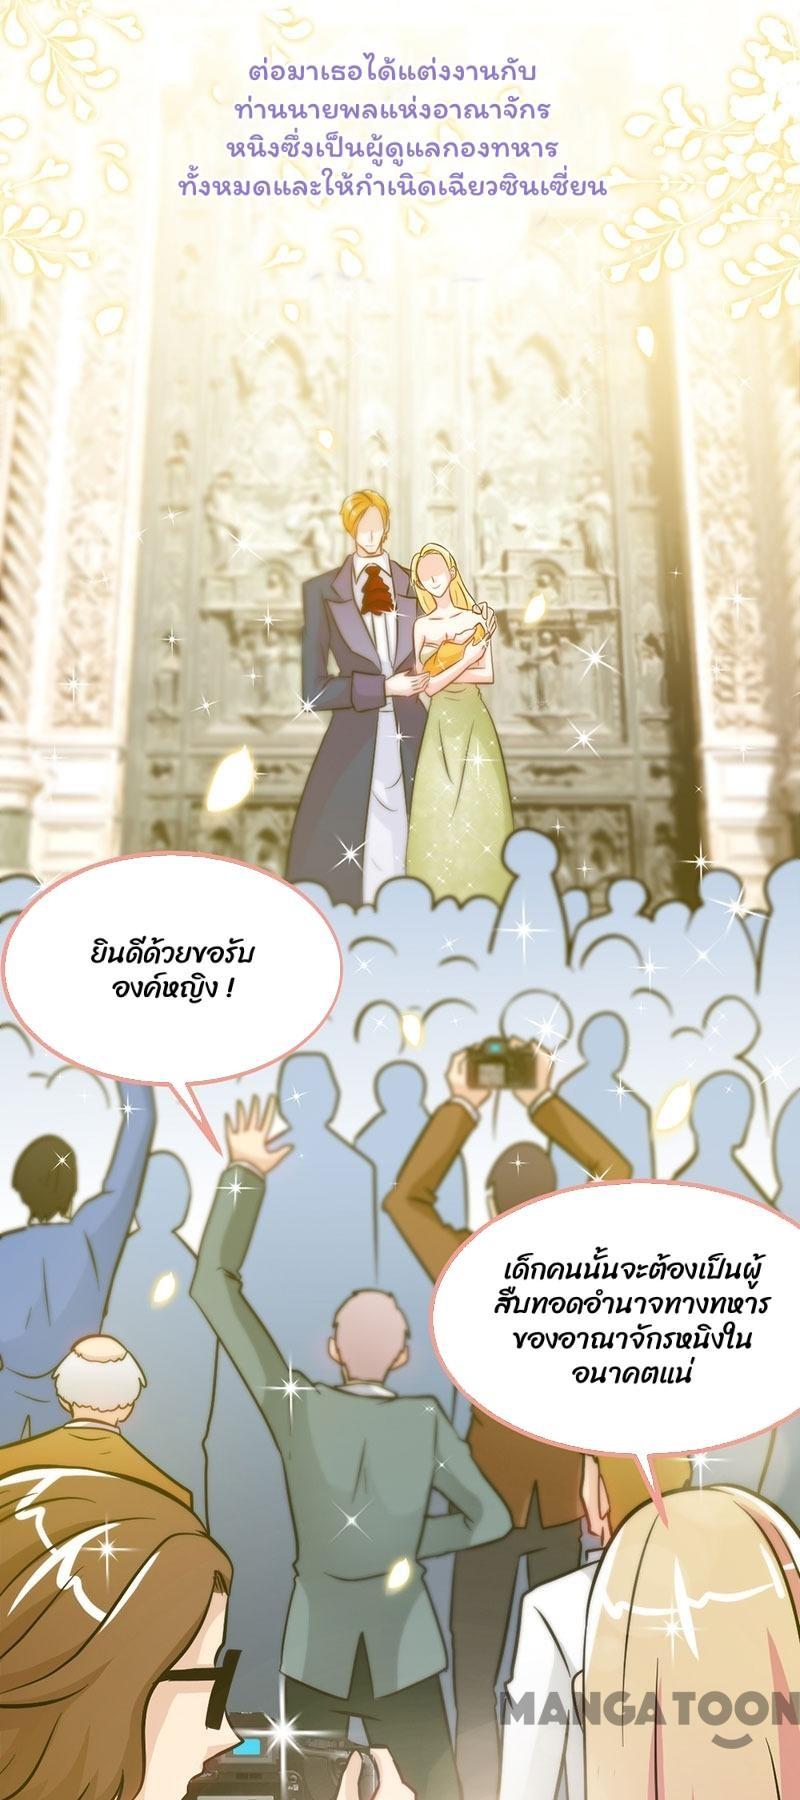 ต่อมาเธอได้แต่งงานกับ
ท่านนายพลแห่งอาณาจักร
หนิงซึ่งเป็นผู้ดูแลกองทหาร
ทั้งหมดและให้กำเนิดเฉียวซินเซี่ยน
ยินดีด้วยขอรับ
องค์หญิง !
เด็กคนนั้นจะต้องเป็นผู้
สืบทอดอำนาจทางทหาร
ของอาณาจักรหนิงใน
อนาคตแน่
MANGATOON